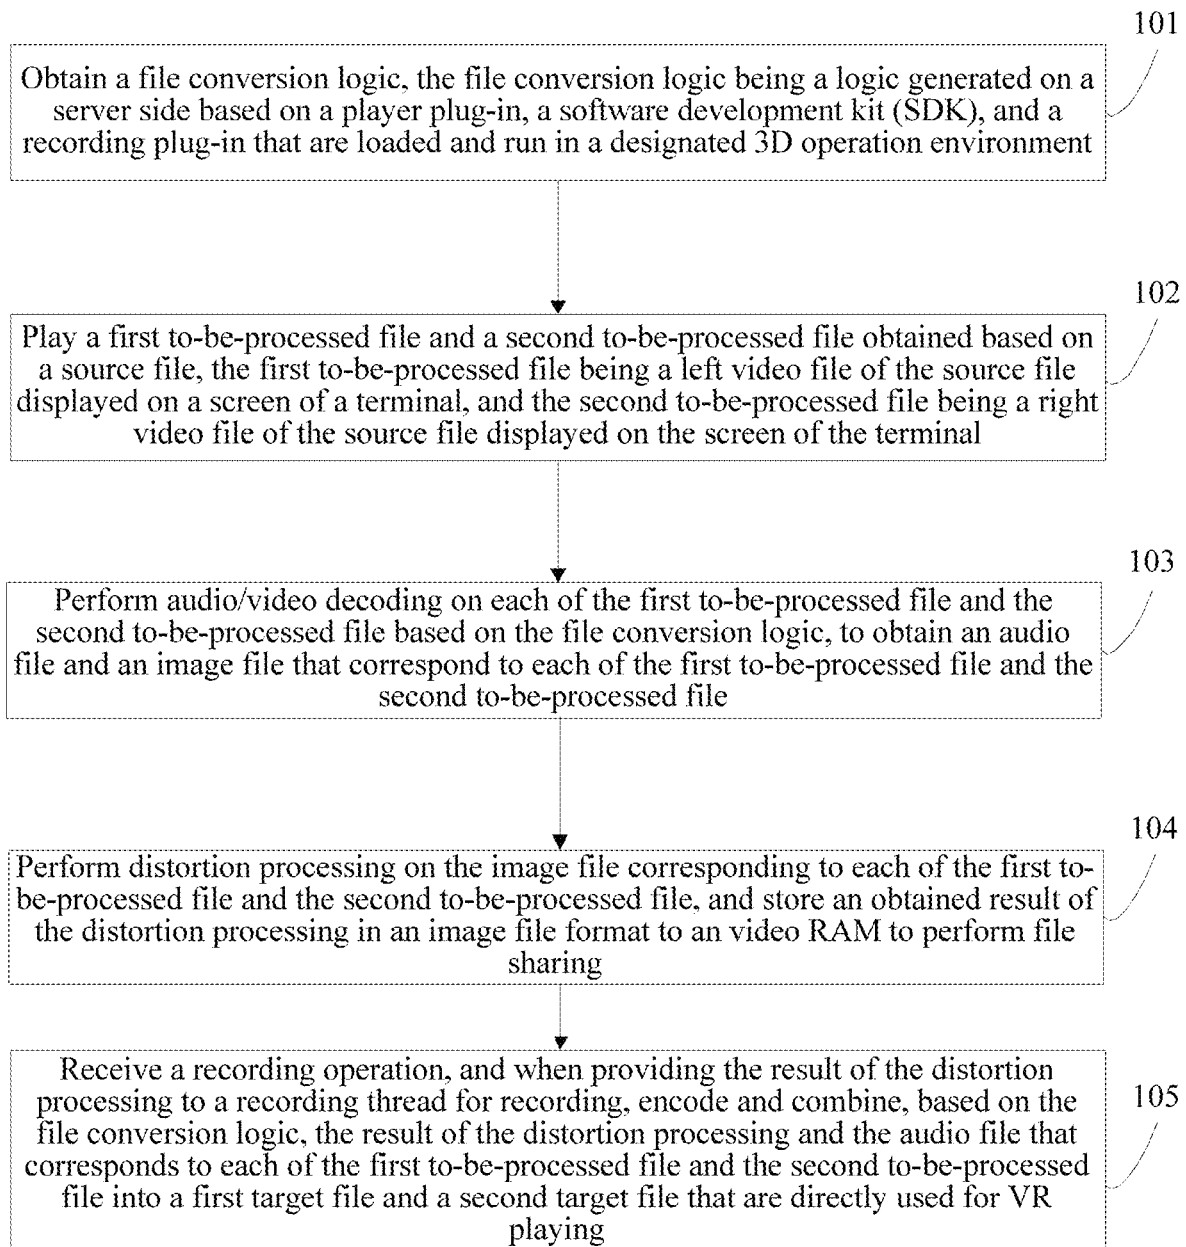 101
Obtain a file conversion logic, the file conversion logic being a logic generated on a
server side based on a player plug-in, a software development kit (SDK), and a
recording plug-in that are loaded and run in a designated 3D operation environment
102
Play a first to-be-processed file and a second to-be-processed file obtained based on
a source file, the first to-be-processed file being a left video file of the source file
displayed on a screen of a terminal, and the second to-be-processed file being a right
video file of the source file displayed on the screen of the terminal
103
Perform audio/video decoding on each of the first to-be-processed file and the
second to-be-processed file based on the file conversion logic, to obtain an audio
file and an image file that correspond to each of the first to-be-processed file and the
second to-be-processed file
104
Perform distortion processing on the image file corresponding to each of the first to-
be-processed file and the second to-be-processed file, and store an obtained result of
the distortion processing in an image file format to an video RAM to perform file
sharing
105
Receive a recording operation, and when providing the result of the distortion
processing to a recording thread for recording, encode and combine, based on the
file conversion logic, the result of the distortion processing and the audio file that
corresponds to each of the first to-be-processed file and the second to-be-processed
file into a first target file and a second target file that are directly used for VR
playing